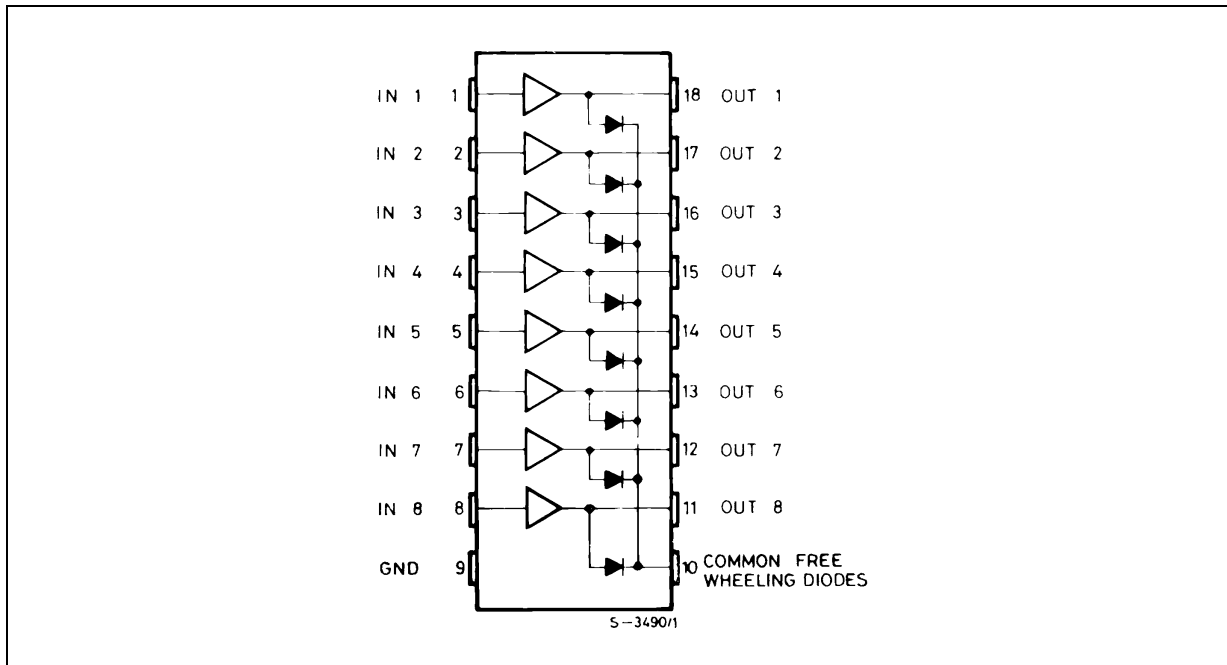 IN 1 1 18 OUT 1
IN 2 2 17 OUT 2
IN 3 3 16 OUT 3
IN 4 4 15 OUT 4
IN 5 5 14 OUT 5
IN 6 6 13 OUT 6
IN 7 7 12 OUT 7
IN 8 8 11 OUT 8
GND 9 10 COMMON FREE
WHEELING DIODES
S-3490/1